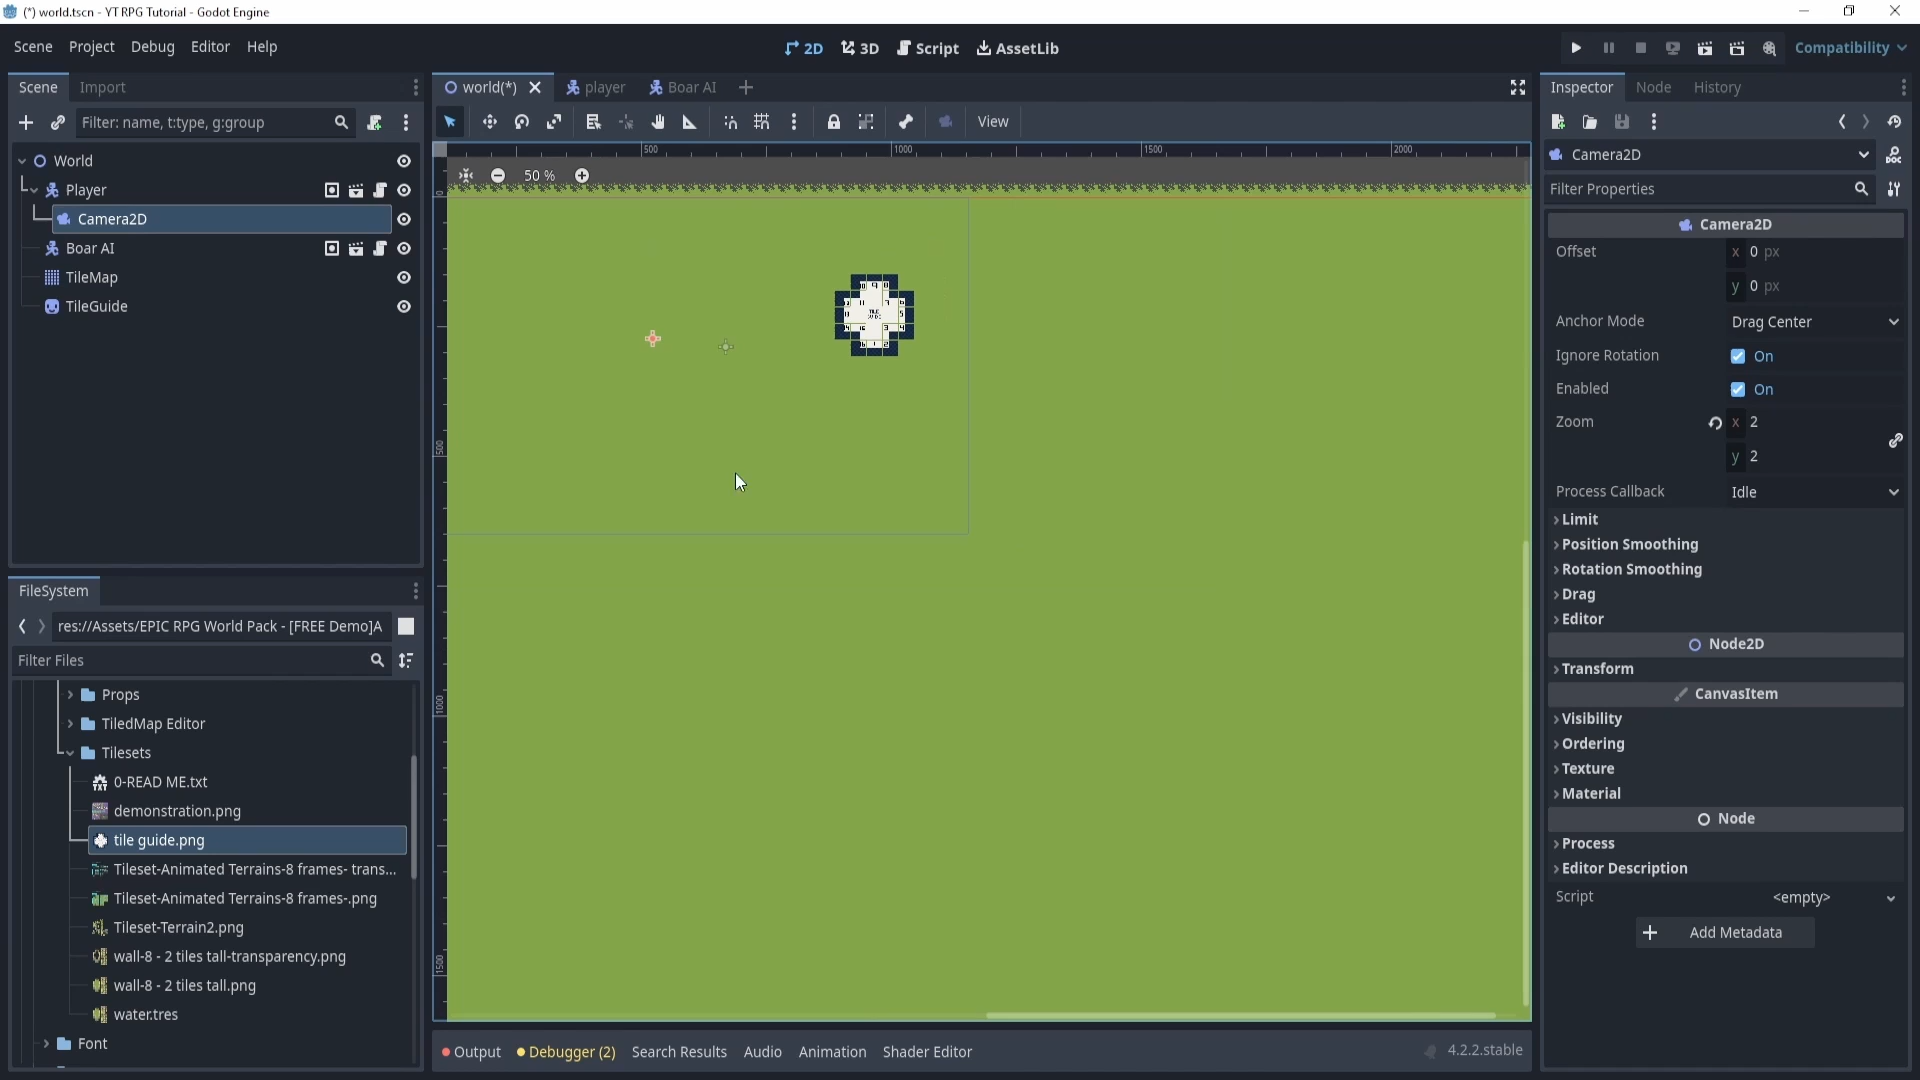 (*) world.tscn - YT RPG Tutorial - Godot Engine
Scene Project Debug Editor Help
2D 3D Script AssetLib
Compatibility
Scene Import
world(*) player Boar AI
Inspector Node History
Filter: name, t:type, g:group
View
World
Player
Camera2D
Boar AI
TileMap
TileGuide
500 1000 1500 2000
50 %
0
500
1000
1500
FileSystem
res://Assets/EPIC RPG World Pack - [FREE Demo]A
Filter Files
Props
TiledMap Editor
Tilesets
0-READ ME.txt
demonstration.png
tile guide.png
Tileset-Animated Terrains-8 frames- trans...
Tileset-Animated Terrains-8 frames-.png
Tileset-Terrain2.png
wall-8 - 2 tiles tall-transparency.png
wall-8 - 2 tiles tall.png
water.tres
Font
Output Debugger (2) Search Results Audio Animation Shader Editor
4.2.2.stable
Camera2D
Filter Properties
Camera2D
Offset x 0 px
y 0 px
Anchor Mode Drag Center
Ignore Rotation On
Enabled On
Zoom x 2
y 2
Process Callback Idle
Limit
Position Smoothing
Rotation Smoothing
Drag
Editor
Node2D
Transform
CanvasItem
Visibility
Ordering
Texture
Material
Node
Process
Editor Description
Script <empty>
Add Metadata